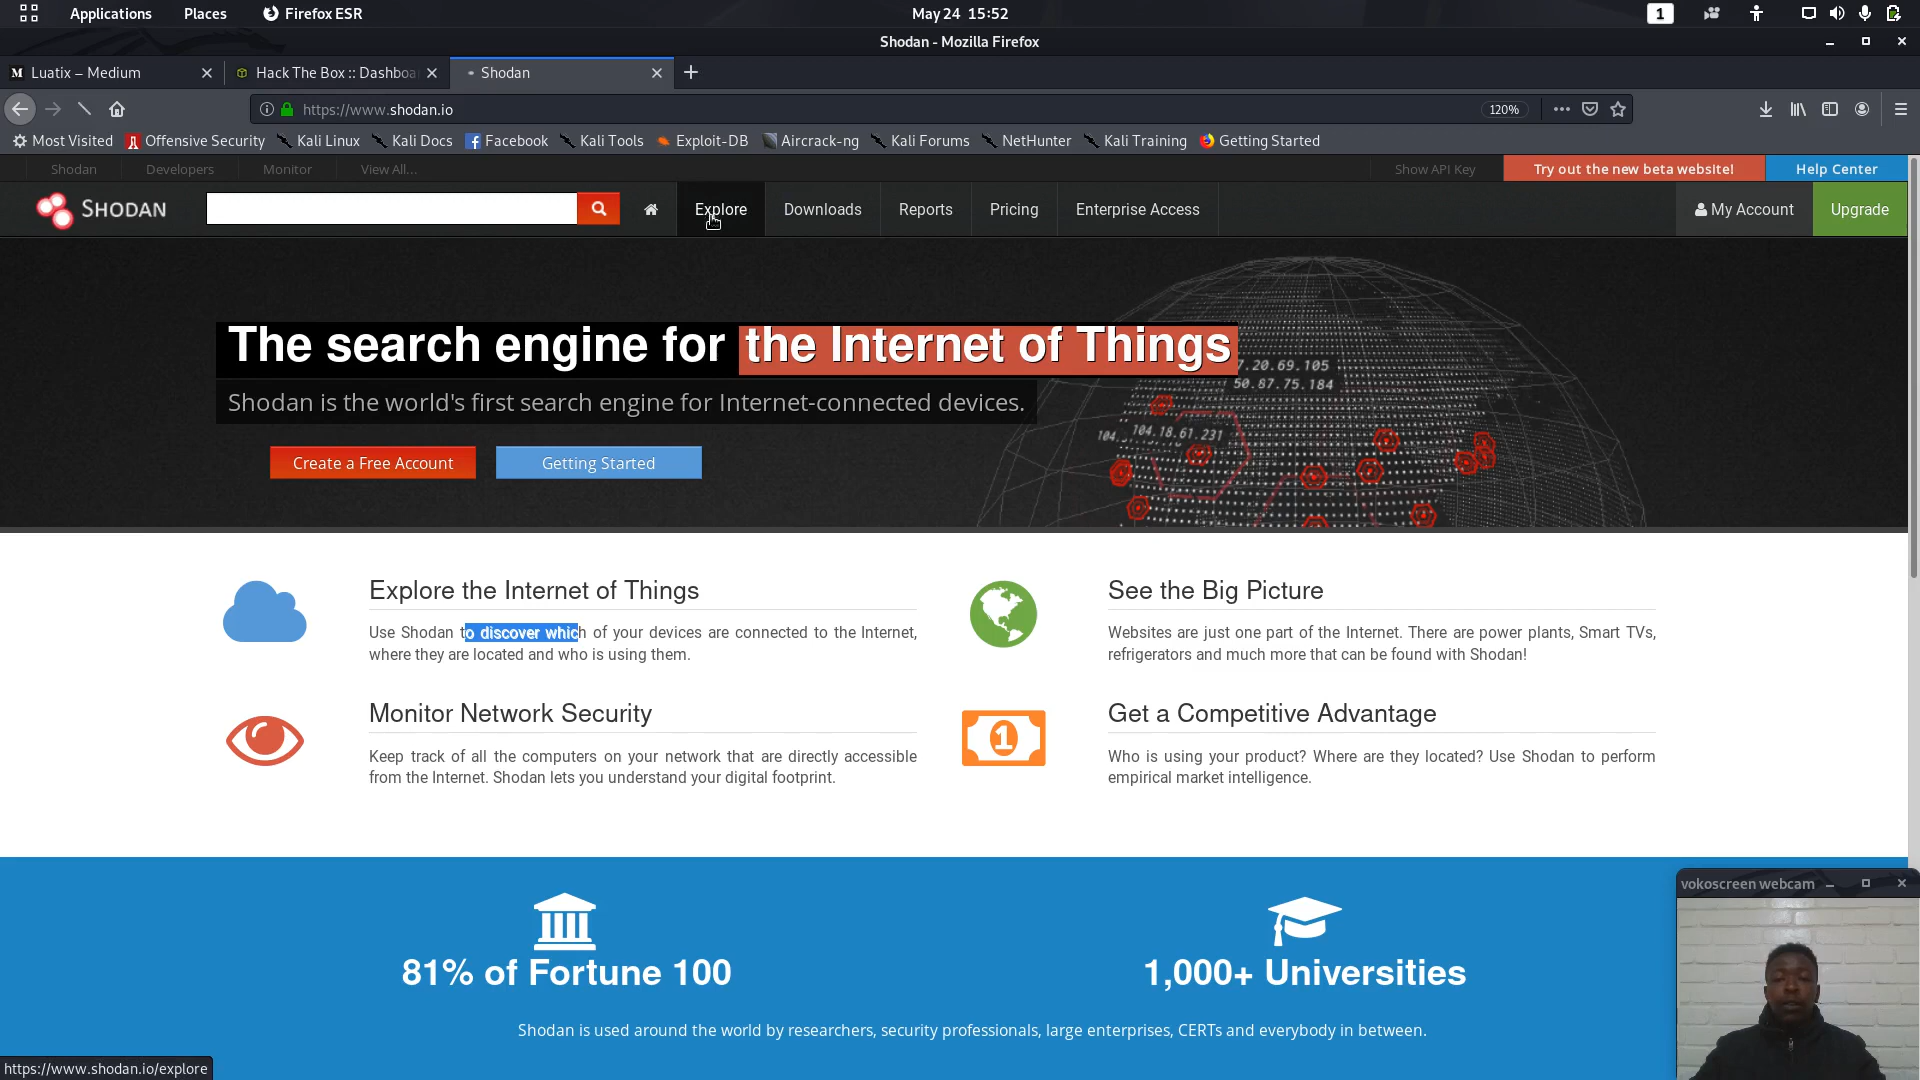 Applications Places Firefox ESR May 24 15:52 1
Shodan - Mozilla Firefox
M Luatix – Medium Hack The Box :: Dashboa Shodan
https://www.shodan.io 120%
Most Visited Offensive Security Kali Linux Kali Docs Facebook Kali Tools Exploit-DB Aircrack-ng Kali Forums NetHunter Kali Training Getting Started
Shodan Developers Monitor View All... Show API Key Try out the new beta website! Help Center
SHODAN Explore Downloads Reports Pricing Enterprise Access My Account Upgrade
The search engine for the Internet of Things
7.20.69.105
50.87.75.184
Shodan is the world's first search engine for Internet-connected devices.
104. 104.18.61.231
Create a Free Account Getting Started
Explore the Internet of Things
Use Shodan to discover which of your devices are connected to the Internet,
where they are located and who is using them.
See the Big Picture
Websites are just one part of the Internet. There are power plants, Smart TVs,
refrigerators and much more that can be found with Shodan!
Monitor Network Security
Keep track of all the computers on your network that are directly accessible
from the Internet. Shodan lets you understand your digital footprint.
1
Get a Competitive Advantage
Who is using your product? Where are they located? Use Shodan to perform
empirical market intelligence.
81% of Fortune 100
1,000+ Universities
Shodan is used around the world by researchers, security professionals, large enterprises, CERTs and everybody in between.
vokoscreen webcam
https://www.shodan.io/explore